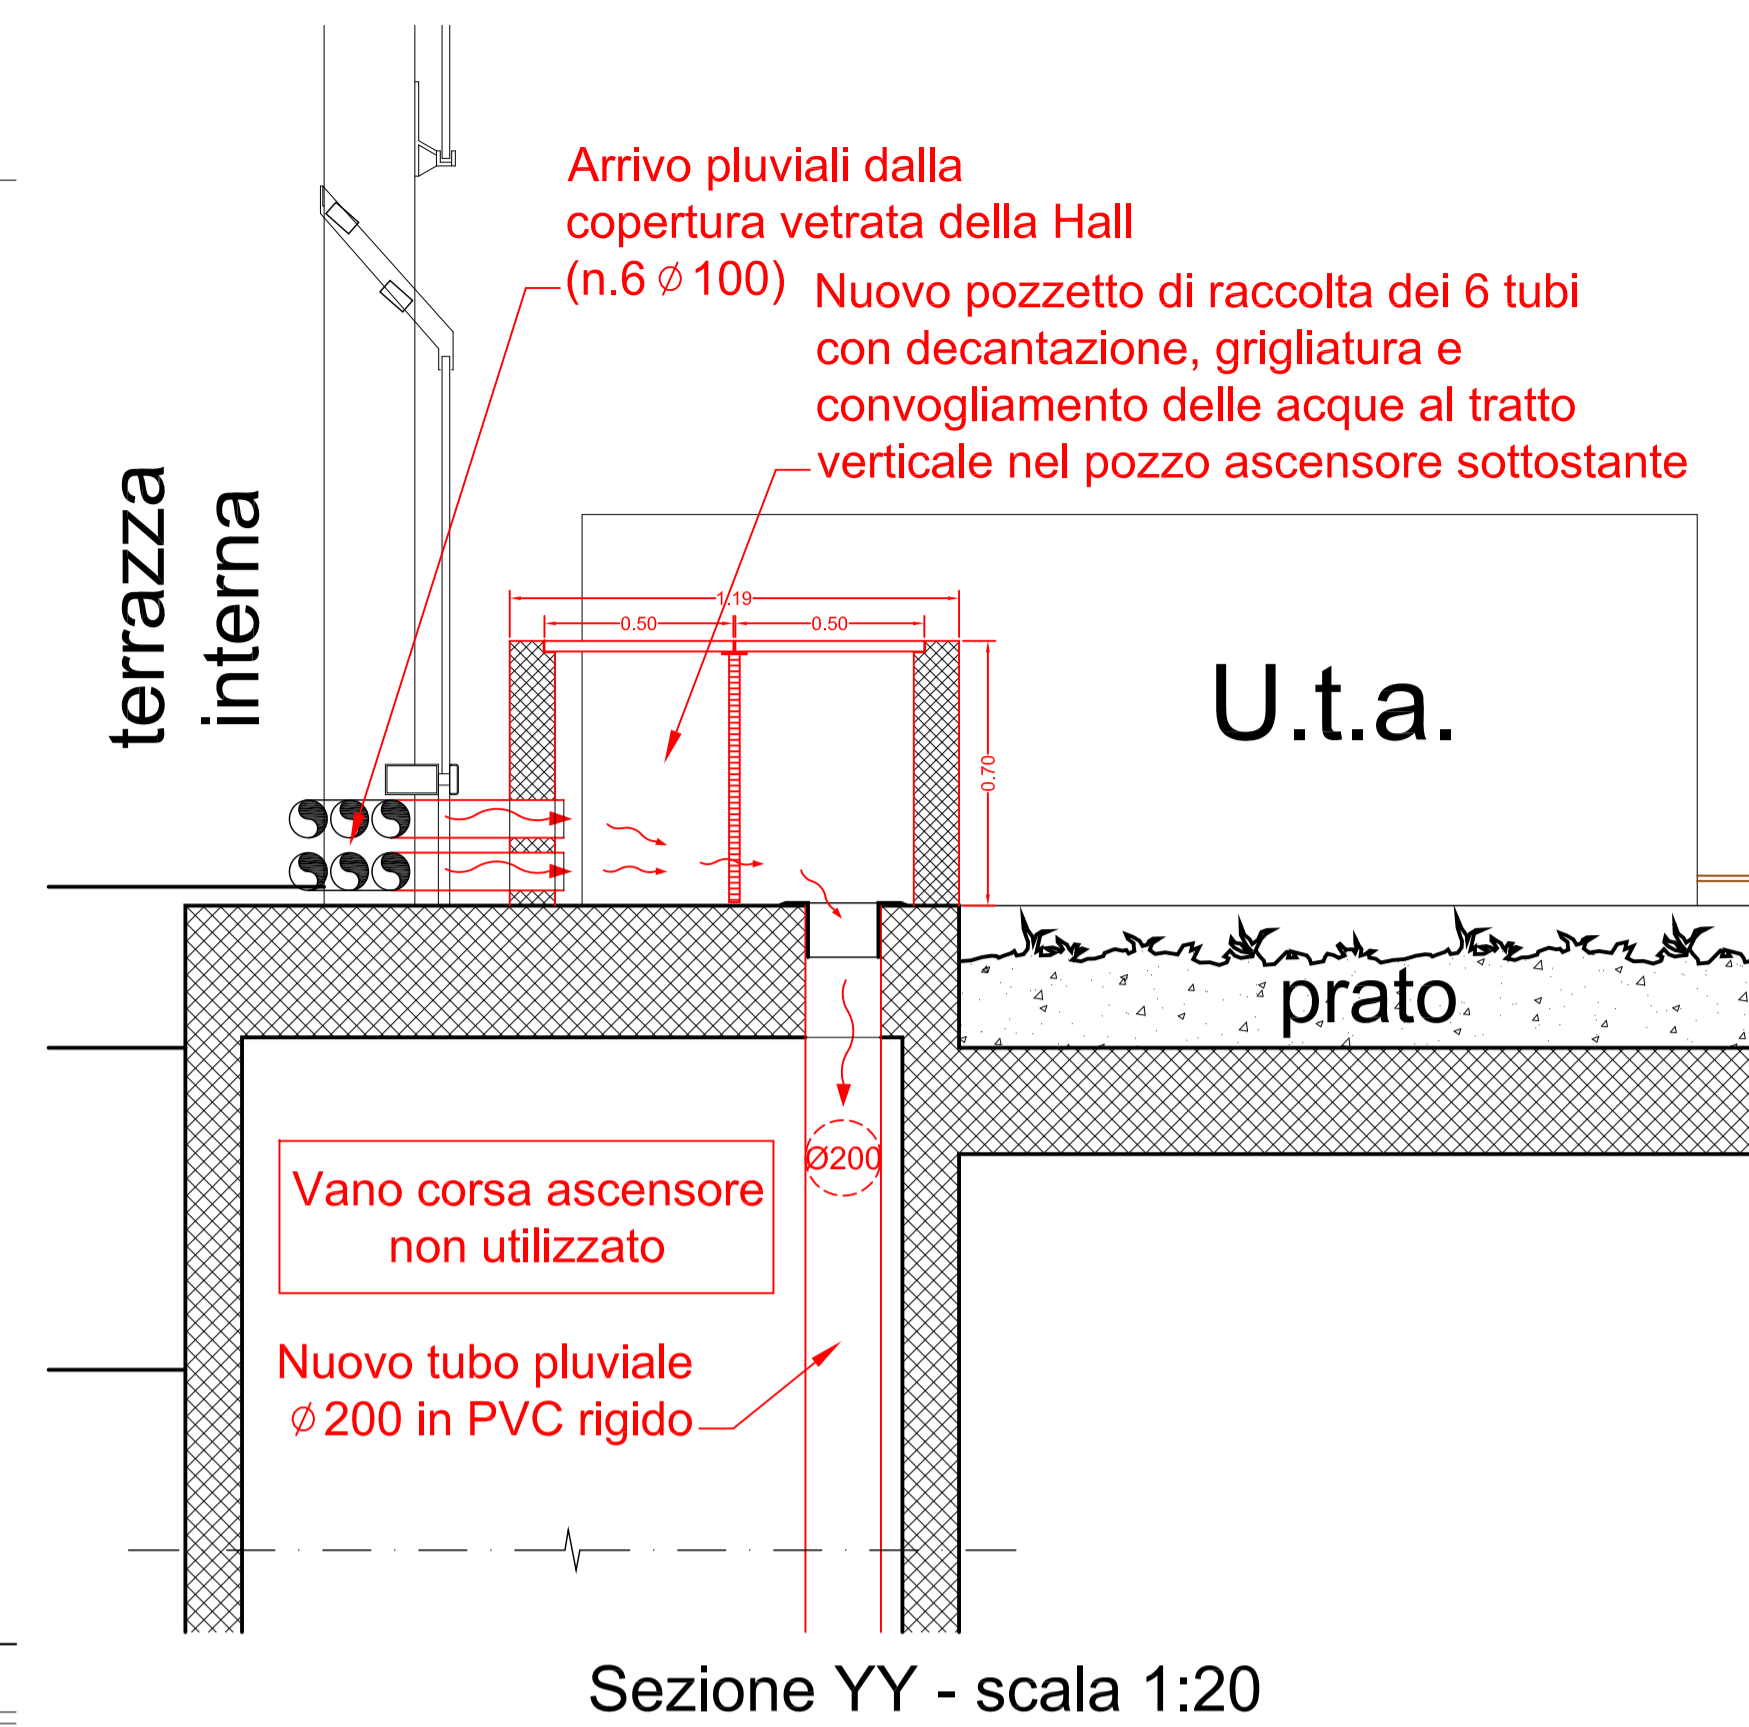 Arrivo pluviali dalla
copertura vetrata della Hall
(n.6 ⌀ 100)
Nuovo pozzetto di raccolta dei 6 tubi
con decantazione, grigliatura e
convogliamento delle acque al tratto
verticale nel pozzo ascensore sottostante
terrazza
interna
1.19
0.50
0.50
0.70
U.t.a.
prato
Ø200
Vano corsa ascensore
non utilizzato
Nuovo tubo pluviale
⌀ 200 in PVC rigido
Sezione YY - scala 1:20